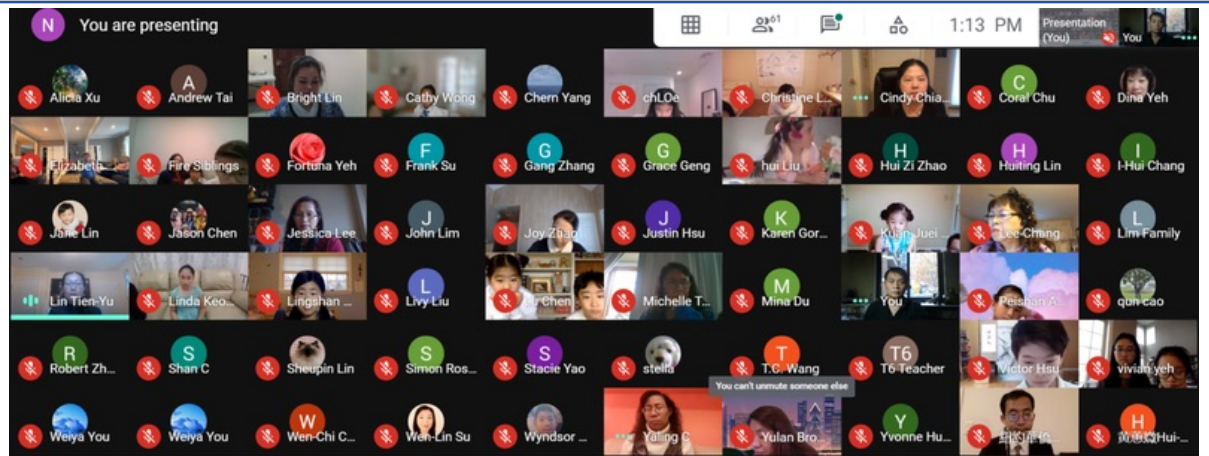 N You are presenting 61 1:13 PM Presentation (You) You
Alicia Xu A Andrew Tai Bright Lin Cathy Wong Chern Yang chLOe Christine L... Cindy Chia... C Coral Chu Dina Yeh
Elizabeth... Fire Siblings Fortuna Yeh F Frank Su G Gang Zhang G Grace Geng hui Liu H Hui Zi Zhao H Huiting Lin I I-Hui Chang
Jane Lin Jason Chen Jessica Lee J John Lim Joy Zhao J Justin Hsu K Karen Gor... Kuan Juei ... Lee Chang L Lim Family
Lin Tien-Yu Linda Keo... Lingshan ... L Livy Liu Chen Michelle T... M Mina Du You Peishan A... qun cao
R Robert Zh... S Shan C Sheupin Lin S Simon Ros... S Stacie Yao stella T T.C. Wang T6 T6 Teacher Victor Hsu vivian yeh
You can't unmute someone else
Weiya You Weiya You W Wen-Chi C... Wen-Lin Su Wyndsor ... Yaling C Yulan Bro... Y Yvonne Hu... H Hui-...